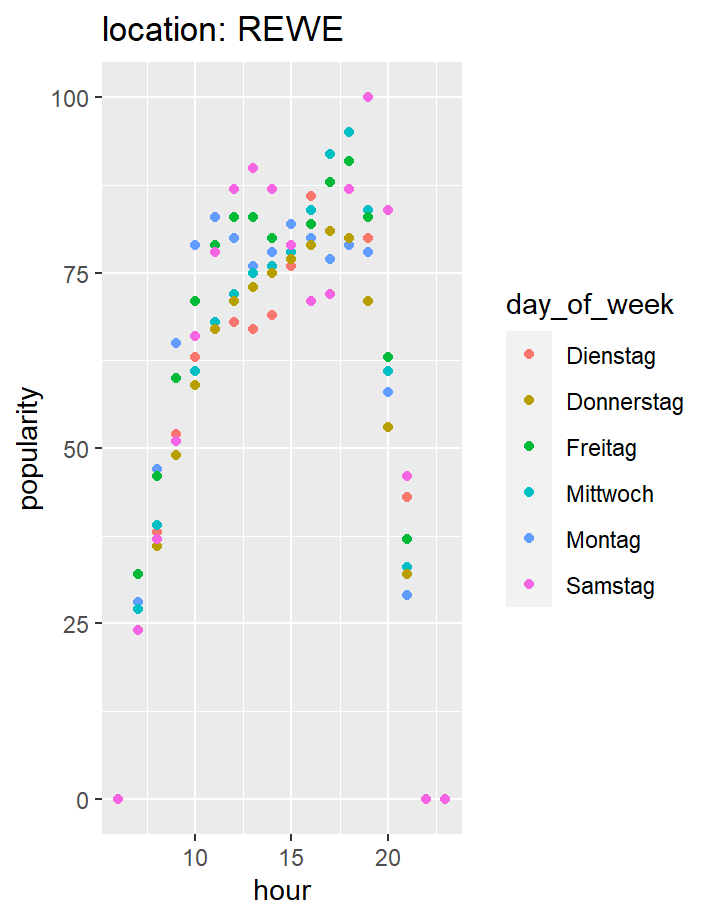 location: REWE
100
75
50
25
0
popularity
10 15 20
hour
day_of_week
Dienstag
Donnerstag
Freitag
Mittwoch
Montag
Samstag